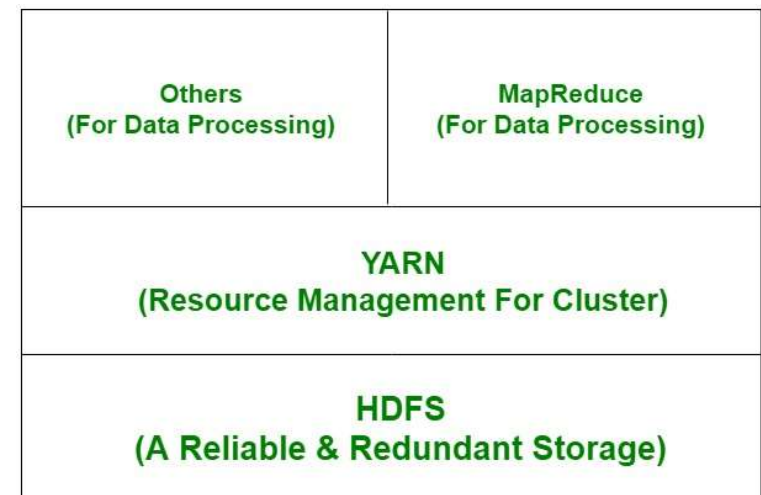 Others
(For Data Processing)
MapReduce
(For Data Processing)
YARN
(Resource Management For Cluster)
HDFS
(A Reliable & Redundant Storage)